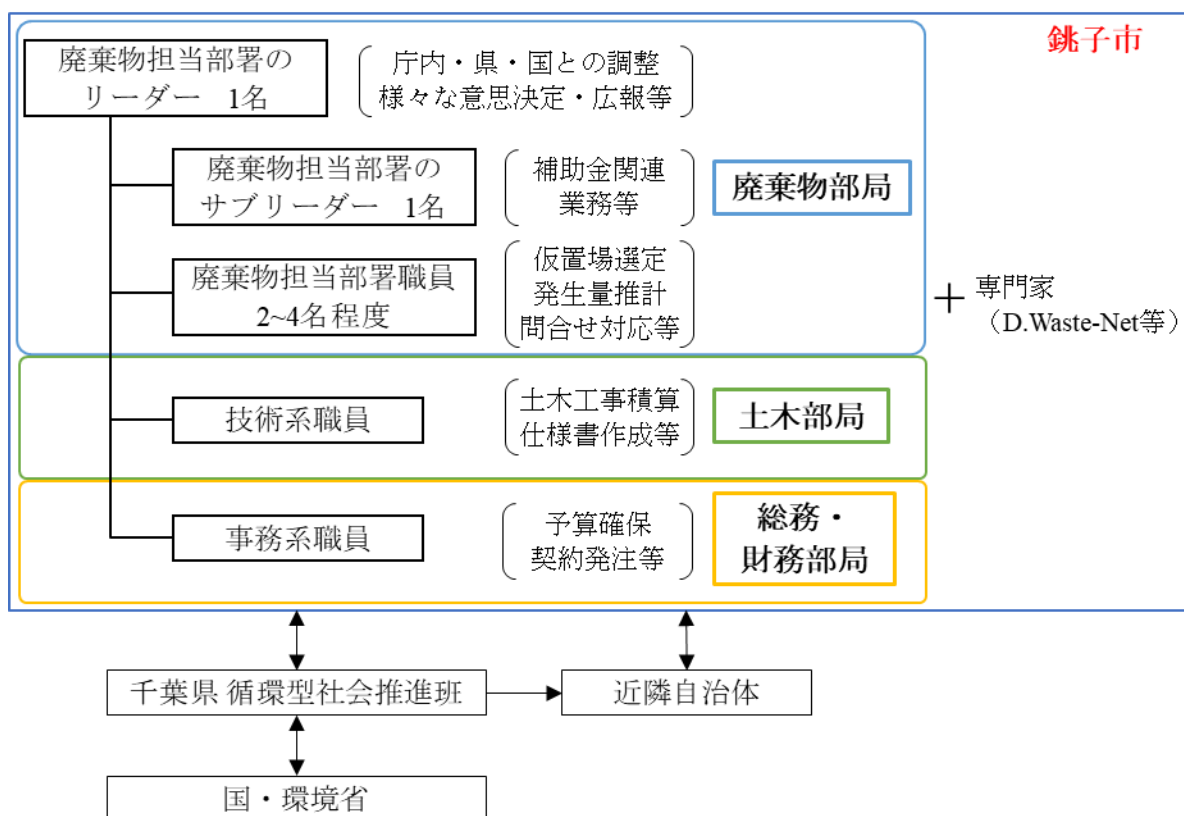 銚子市
廃棄物担当部署の
リーダー 1名
庁内・県・国との調整
様々な意思決定・広報等
廃棄物担当部署の
サブリーダー 1名
補助金関連
業務等
廃棄物部局
廃棄物担当部署職員
2~4名程度
仮置場選定
発生量推計
問合せ対応等
＋ 専門家
（D.Waste-Net等）
技術系職員
土木工事積算
仕様書作成等
土木部局
事務系職員
予算確保
契約発注等
総務・
財務部局
千葉県 循環型社会推進班
近隣自治体
国・環境省